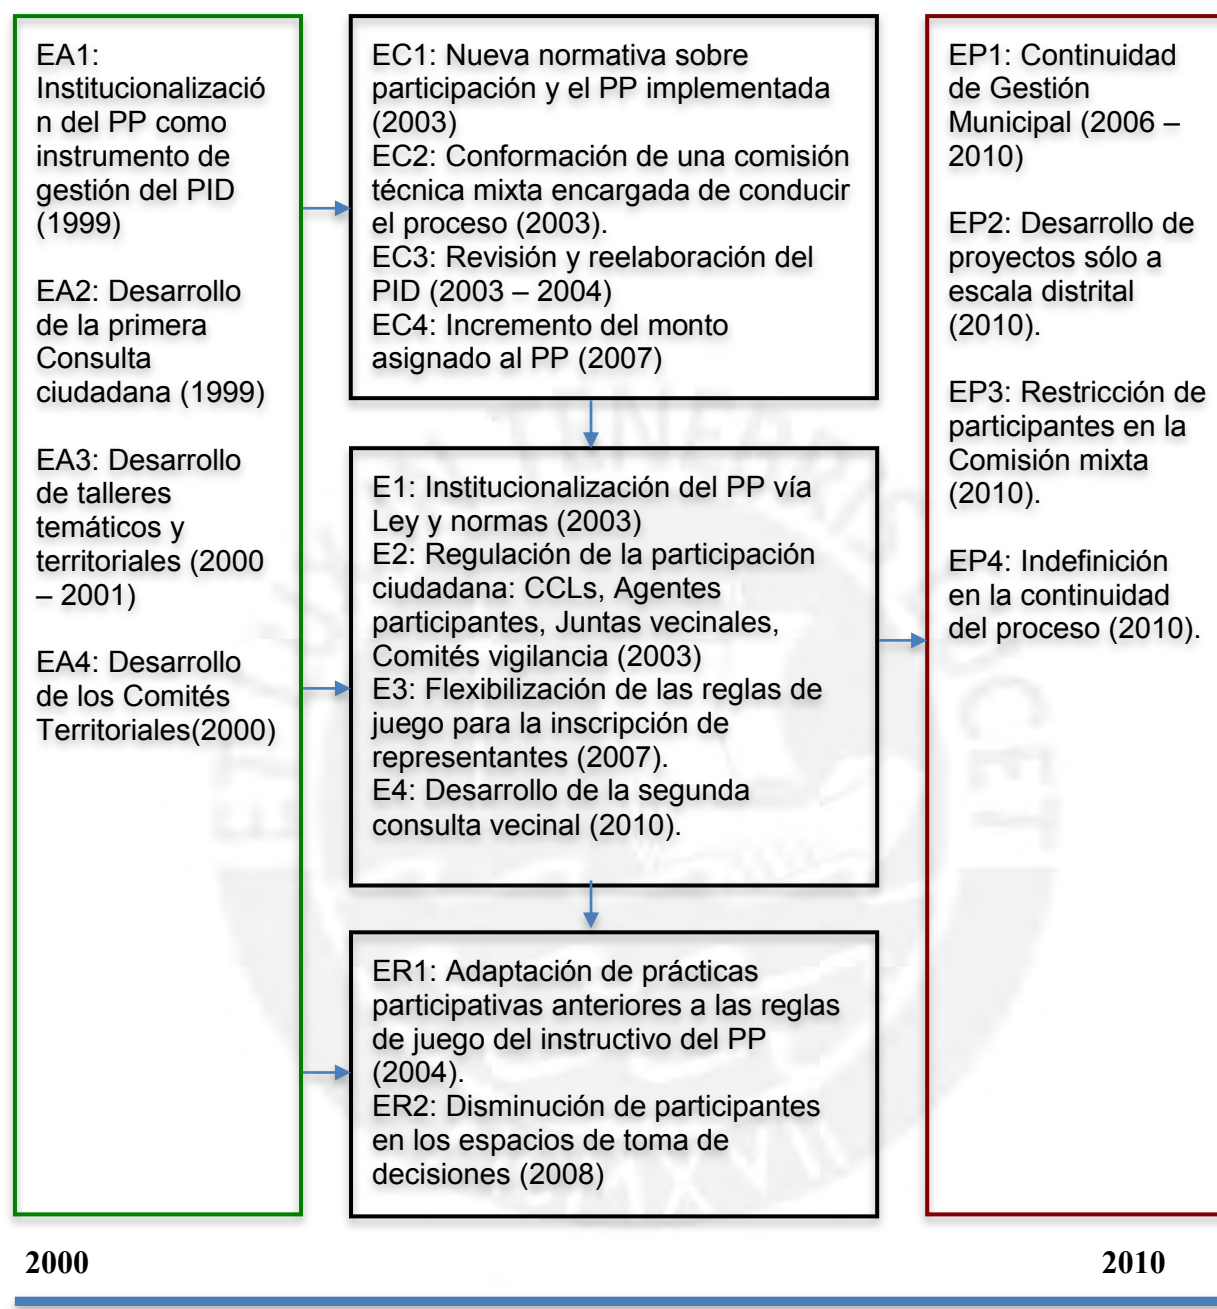 EA1:
Institucionalizació
n del PP como
instrumento de
gestión del PID
(1999)
EA2: Desarrollo
de la primera
Consulta
ciudadana (1999)
EA3: Desarrollo
de talleres
temáticos y
territoriales (2000
– 2001)
EA4: Desarrollo
de los Comités
Territoriales(2000)
EC1: Nueva normativa sobre
participación y el PP implementada
(2003)
EC2: Conformación de una comisión
técnica mixta encargada de conducir
el proceso (2003).
EC3: Revisión y reelaboración del
PID (2003 – 2004)
EC4: Incremento del monto
asignado al PP (2007)
E1: Institucionalización del PP vía
Ley y normas (2003)
E2: Regulación de la participación
ciudadana: CCLs, Agentes
participantes, Juntas vecinales,
Comités vigilancia (2003)
E3: Flexibilización de las reglas de
juego para la inscripción de
representantes (2007).
E4: Desarrollo de la segunda
consulta vecinal (2010).
ER1: Adaptación de prácticas
participativas anteriores a las reglas
de juego del instructivo del PP
(2004).
ER2: Disminución de participantes
en los espacios de toma de
decisiones (2008)
EP1: Continuidad
de Gestión
Municipal (2006 –
2010)
EP2: Desarrollo de
proyectos sólo a
escala distrital
(2010).
EP3: Restricción de
participantes en la
Comisión mixta
(2010).
EP4: Indefinición
en la continuidad
del proceso (2010).
2000
2010